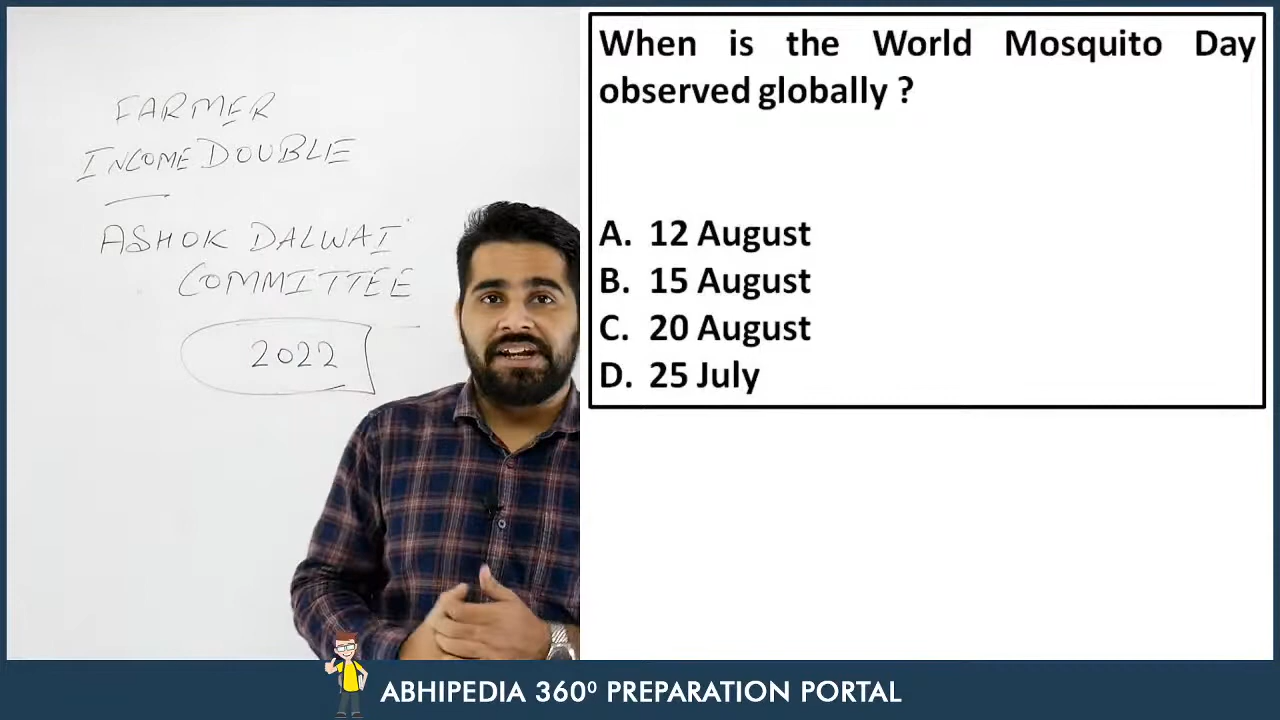 FARMER
INCOME DOUBLE
ASHOK DALWAI
COMMITTEE
2022
When is the World Mosquito Day
observed globally ?
A. 12 August
B. 15 August
C. 20 August
D. 25 July
ABHIPEDIA 360⁰ PREPARATION PORTAL